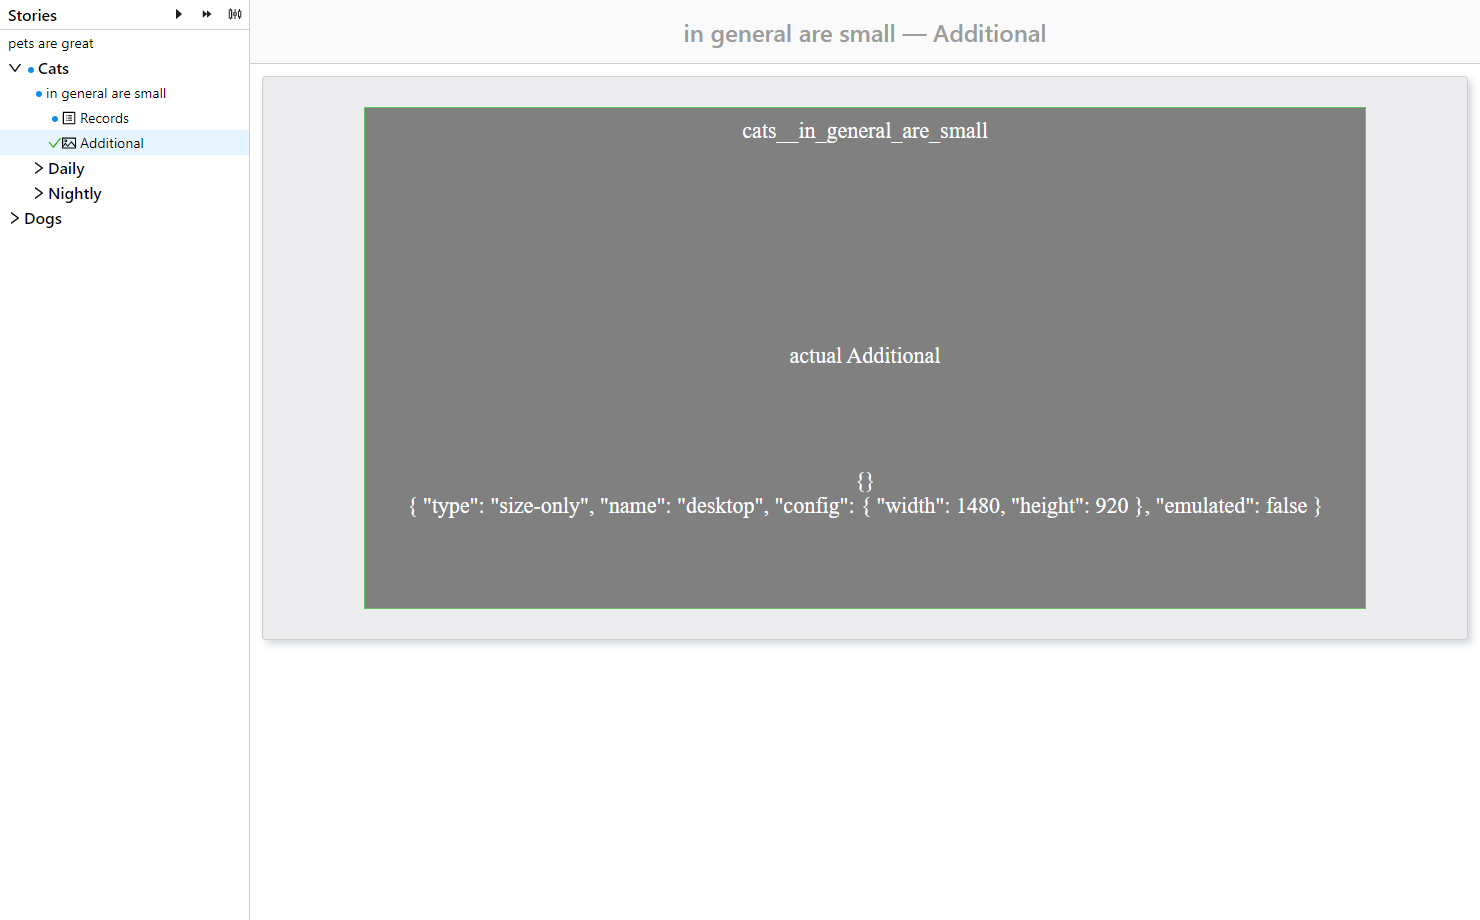 Stories
pets are great
Cats
in general are small
Records
Additional
Daily
Nightly
Dogs
in general are small — Additional
cats__in_general_are_small
actual Additional
{}
{ "type": "size-only", "name": "desktop", "config": { "width": 1480, "height": 920 }, "emulated": false }